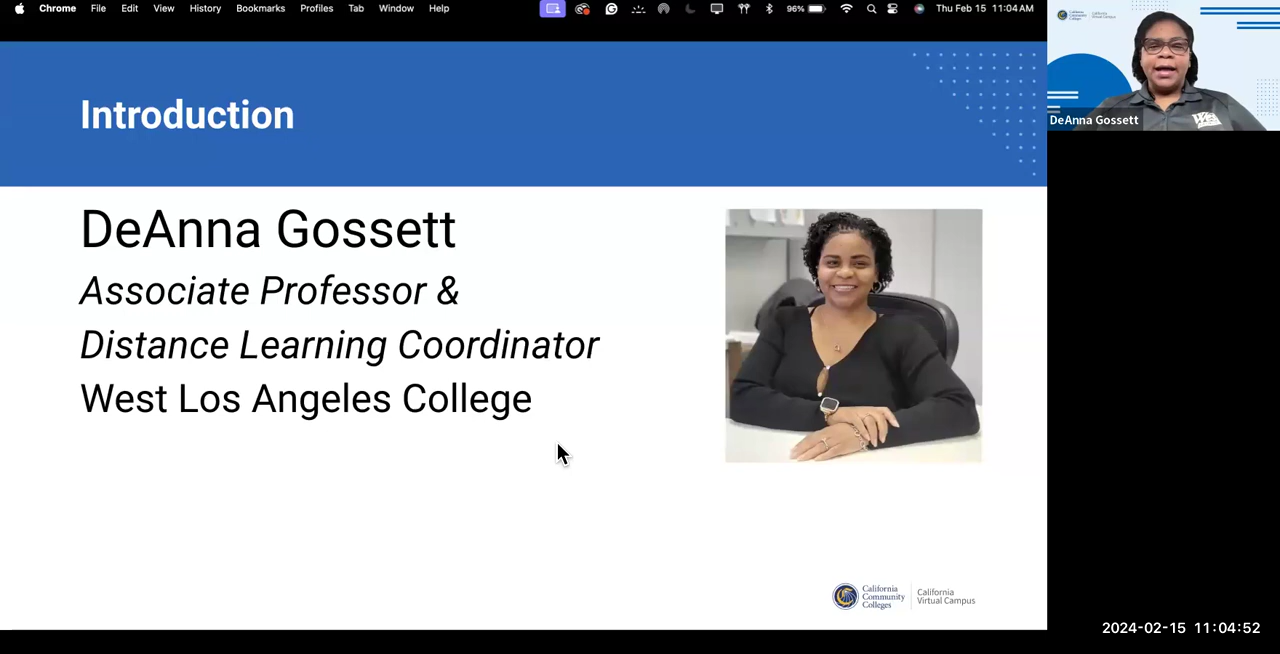 Chrome File Edit View History Bookmarks Profiles Tab Window Help 96% Thu Feb 15 11:04 AM
Introduction
DeAnna Gossett
Associate Professor &
Distance Learning Coordinator
West Los Angeles College
California
Community
Colleges
California
Virtual Campus
DeAnna Gossett
2024-02-15 11:04:52